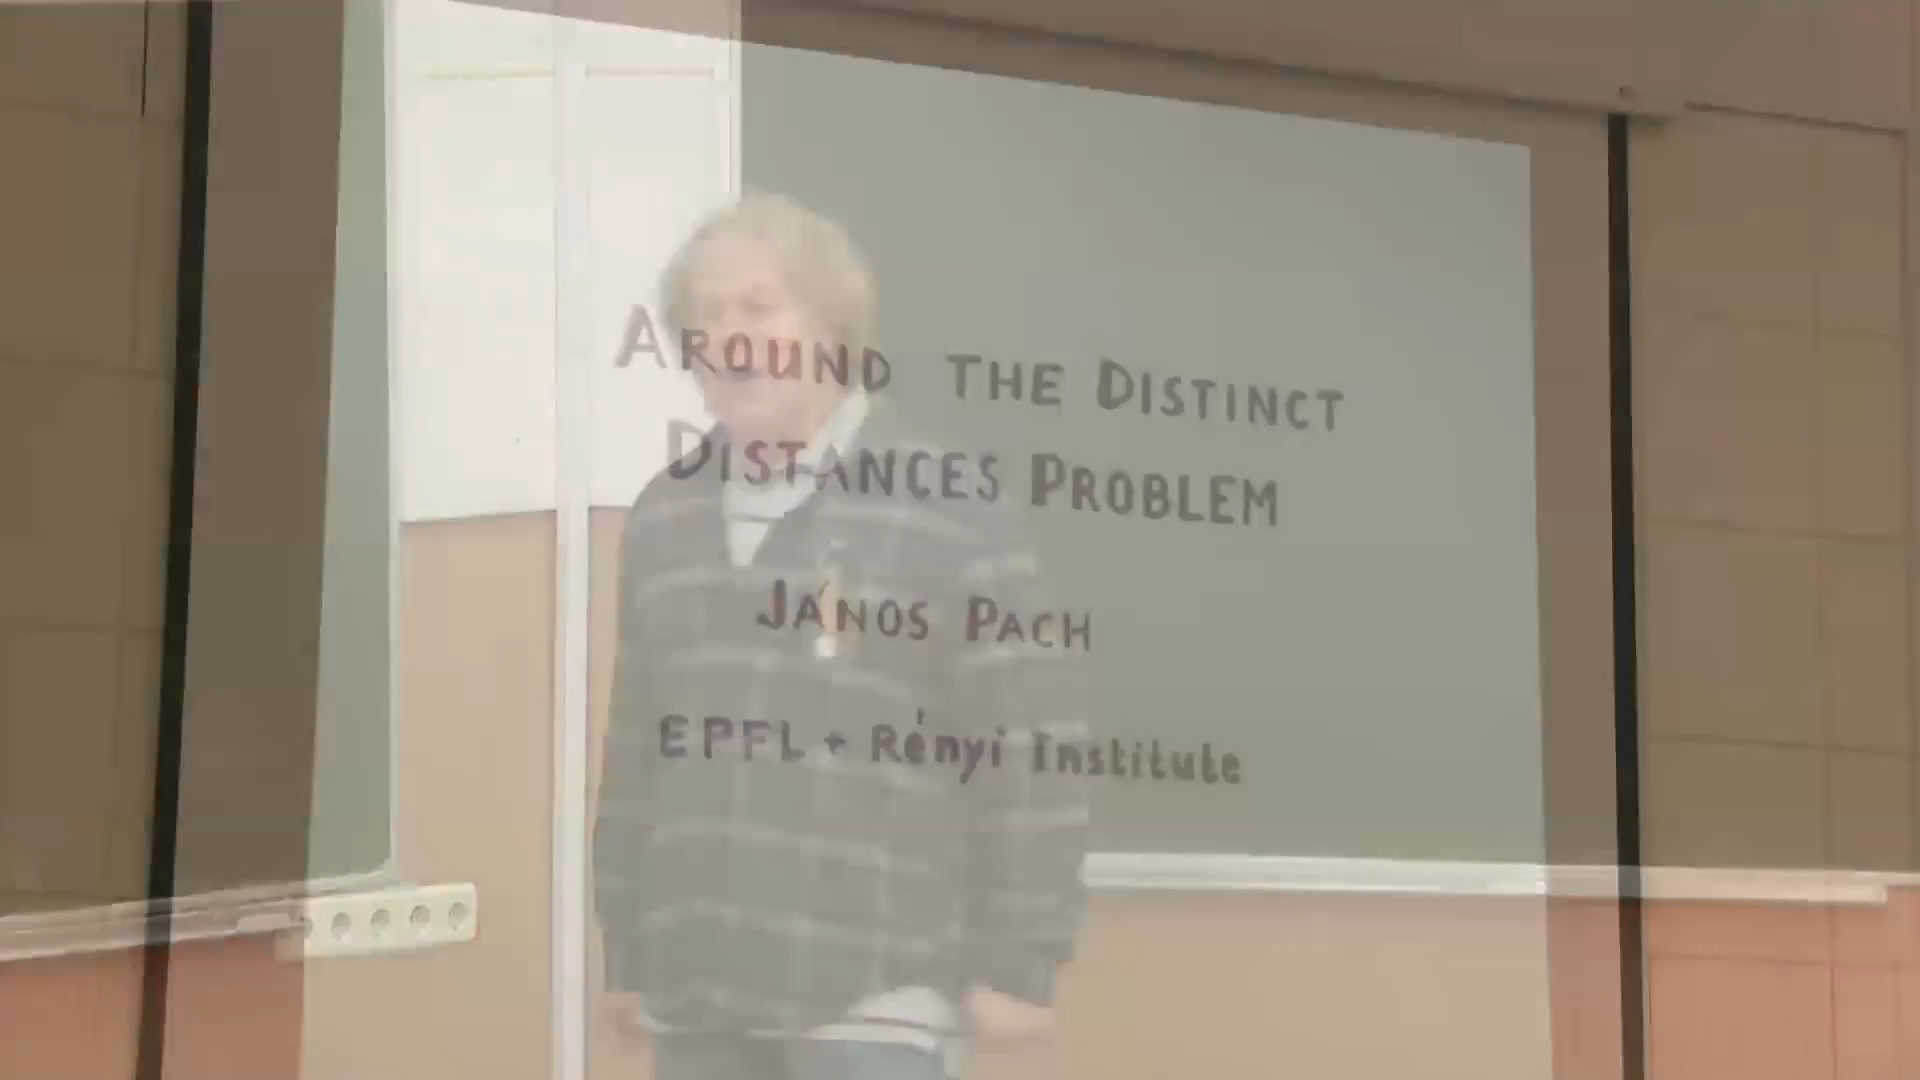 AROUND THE DISTINCT
DISTANCES PROBLEM
JÁNOS PACH
EPFL + Rényi Institute